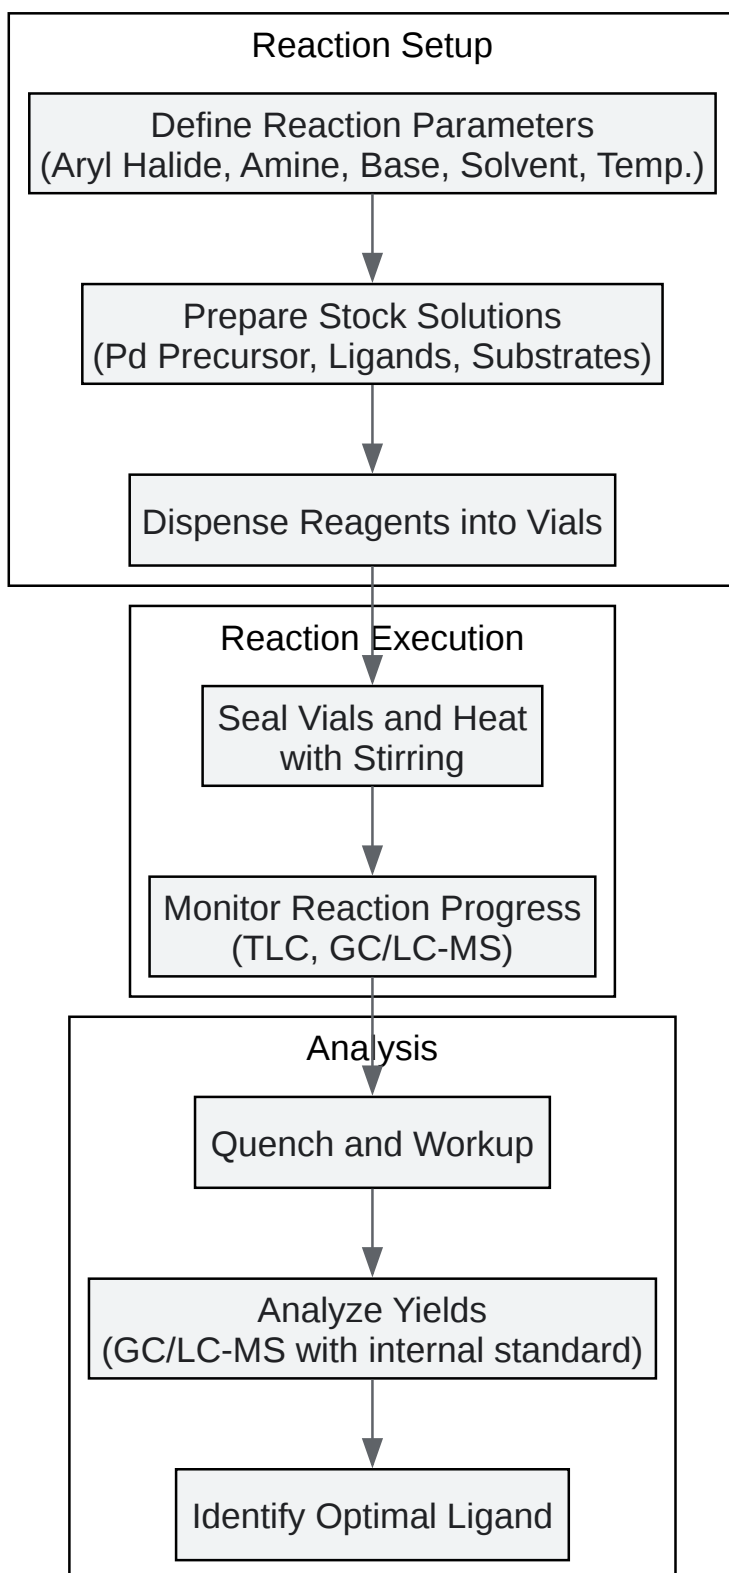 Reaction Setup
Define Reaction Parameters
(Aryl Halide, Amine, Base, Solvent, Temp.)
Prepare Stock Solutions
(Pd Precursor, Ligands, Substrates)
Dispense Reagents into Vials
Reaction Execution
Seal Vials and Heat
with Stirring
Monitor Reaction Progress
(TLC, GC/LC-MS)
Analysis
Quench and Workup
Analyze Yields
(GC/LC-MS with internal standard)
Identify Optimal Ligand